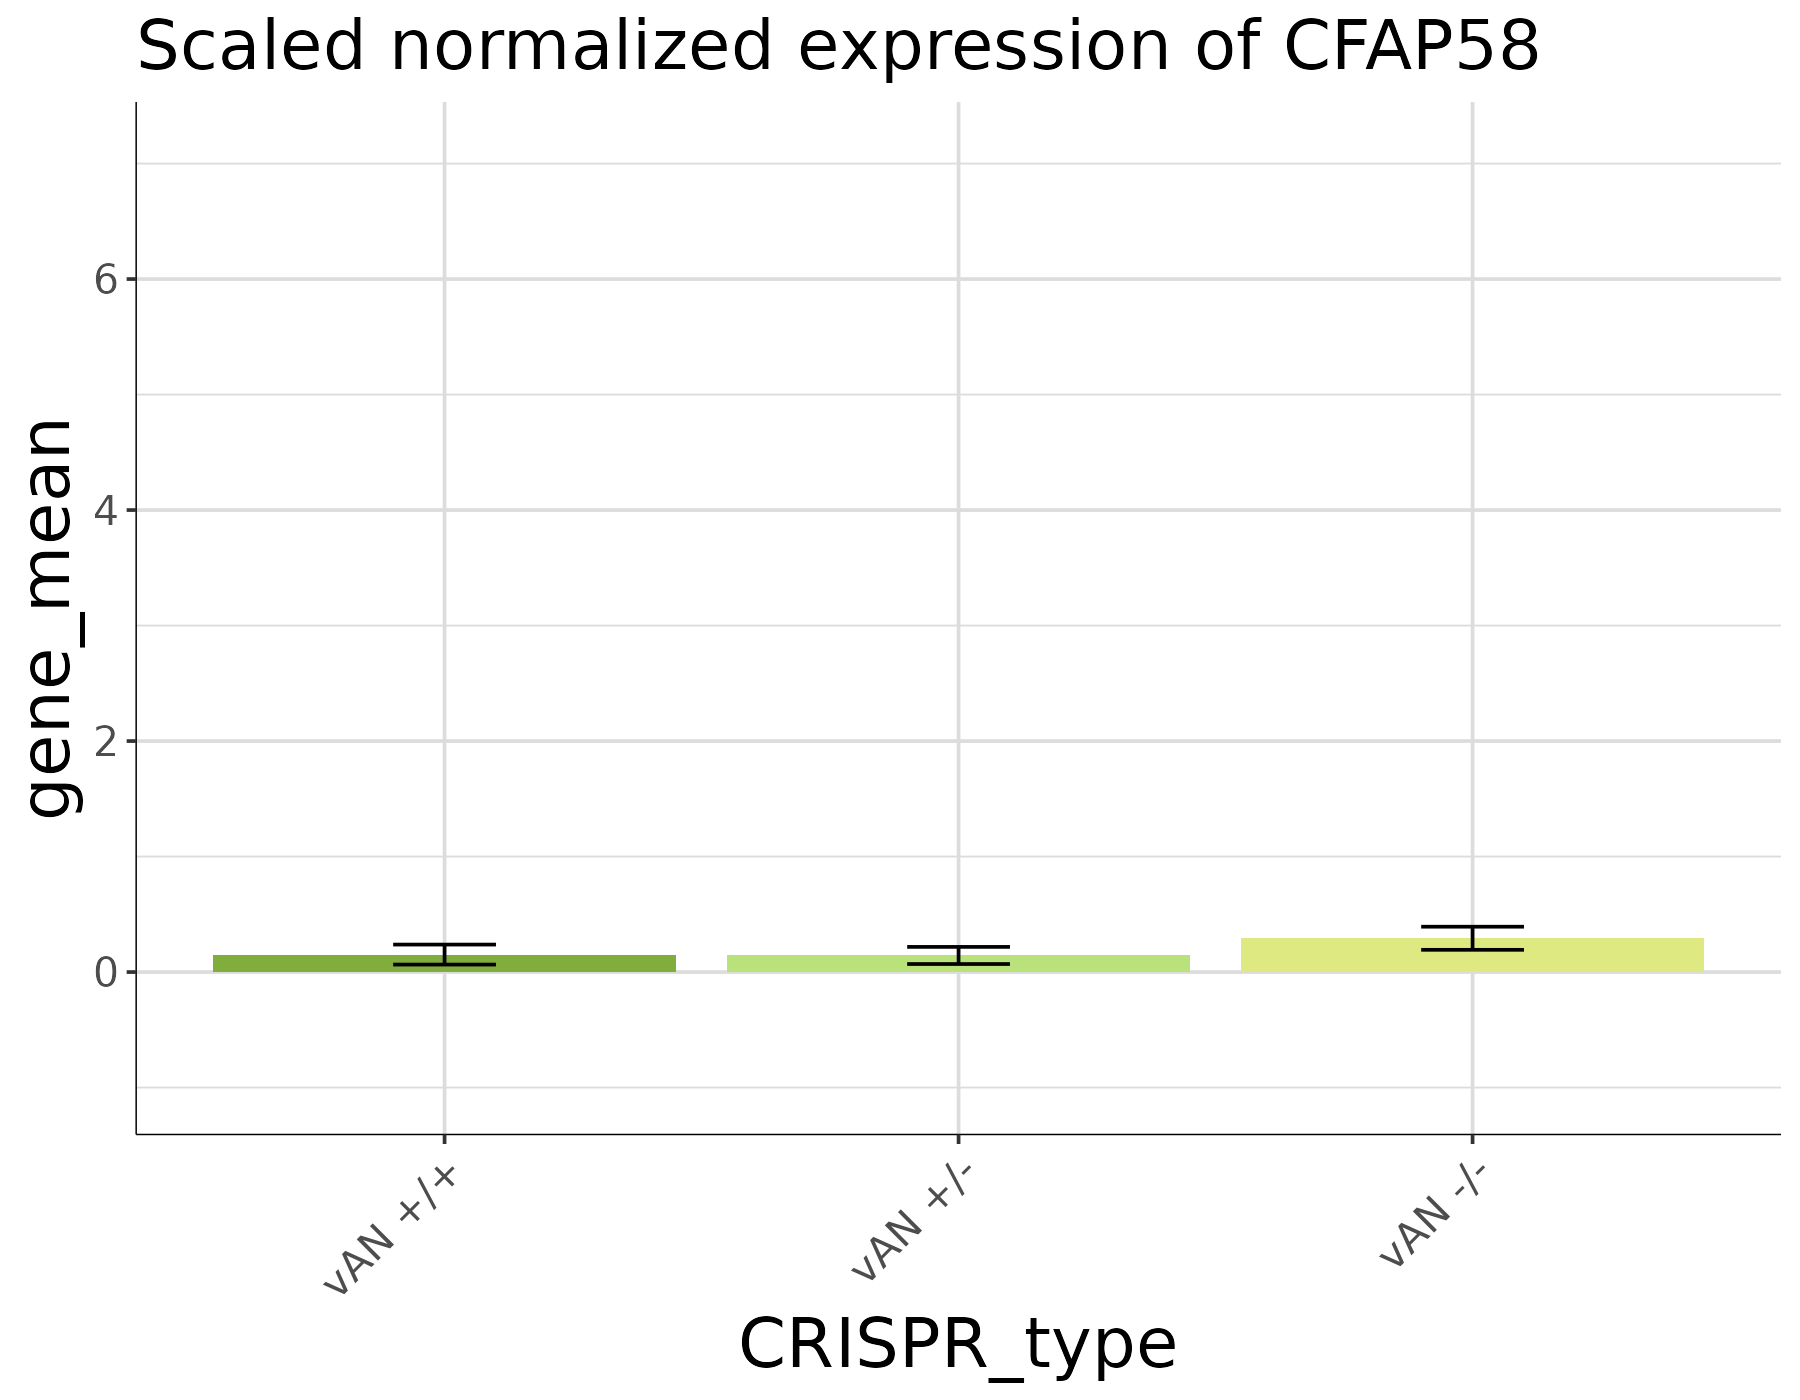 Scaled normalized expression of CFAP58
gene_mean
6
4
2
0
vAN +/+
vAN +/-
vAN -/-
CRISPR_type